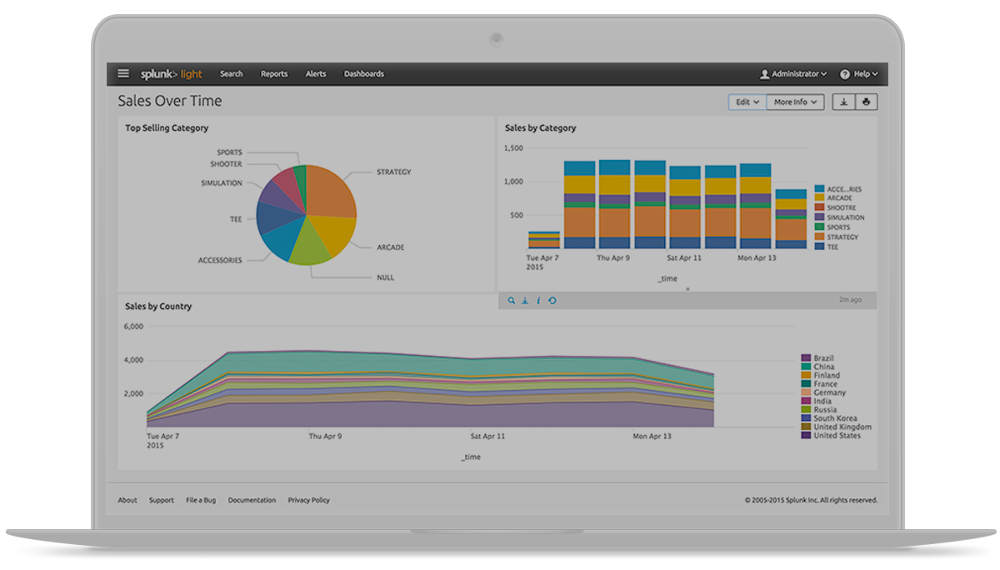 splunk> light Search Reports Alerts Dashboards Administrator Help
Sales Over Time
Edit More Info
Top Selling Category
SPORTS
SHOOTER
SIMULATION
TEE
ACCESSORIES
STRATEGY
ARCADE
NULL
Sales by Category
1,500
1,000
500
Tue Apr 7 Thu Apr 9 Sat Apr 11 Mon Apr 13
2015
_time
ACCE...RIES
ARCADE
SHOOTRE
SIMULATION
SPORTS
STRATEGY
TEE
2m ago
Sales by Country
6,000
4,000
2,000
Tue Apr 7 Thu Apr 9 Sat Apr 11 Mon Apr 13
2015
_time
Brazil
China
Finland
France
Germany
India
Russia
South Korea
United Kingdom
United States
About Support File a Bug Documentation Privacy Policy © 2005-2015 Splunk Inc. All rights reserved.